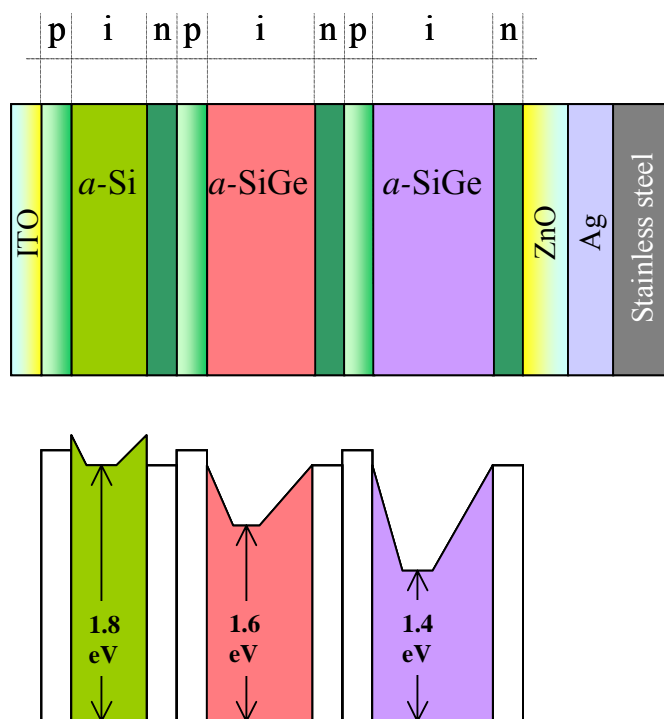 p i n p i n p i n
a-Si a-SiGe a-SiGe
ITO
ZnO
Ag
Stainless steel
1.8
eV
1.6
eV
1.4
eV